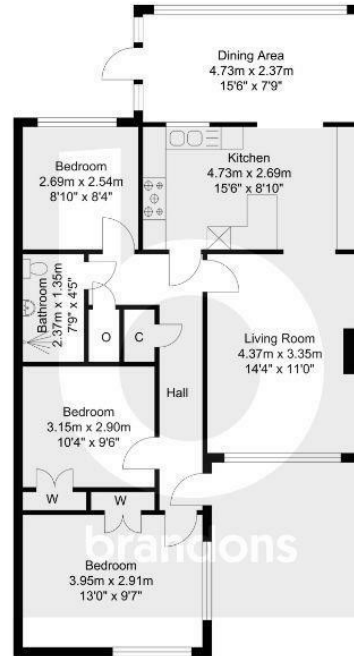 Dining Area
4.73m x 2.37m
15'6" x 7'9"
Bedroom
2.69m x 2.54m
8'10" x 8'4"
Kitchen
4.73m x 2.69m
15'6" x 8'10"
Bathroom
2.37m x 1.35m
7'9" x 4'5"
O
C
Living Room
4.37m x 3.35m
14'4" x 11'0"
Hall
Bedroom
3.15m x 2.90m
10'4" x 9'6"
W
W
brandons
Bedroom
3.95m x 2.91m
13'0" x 9'7"